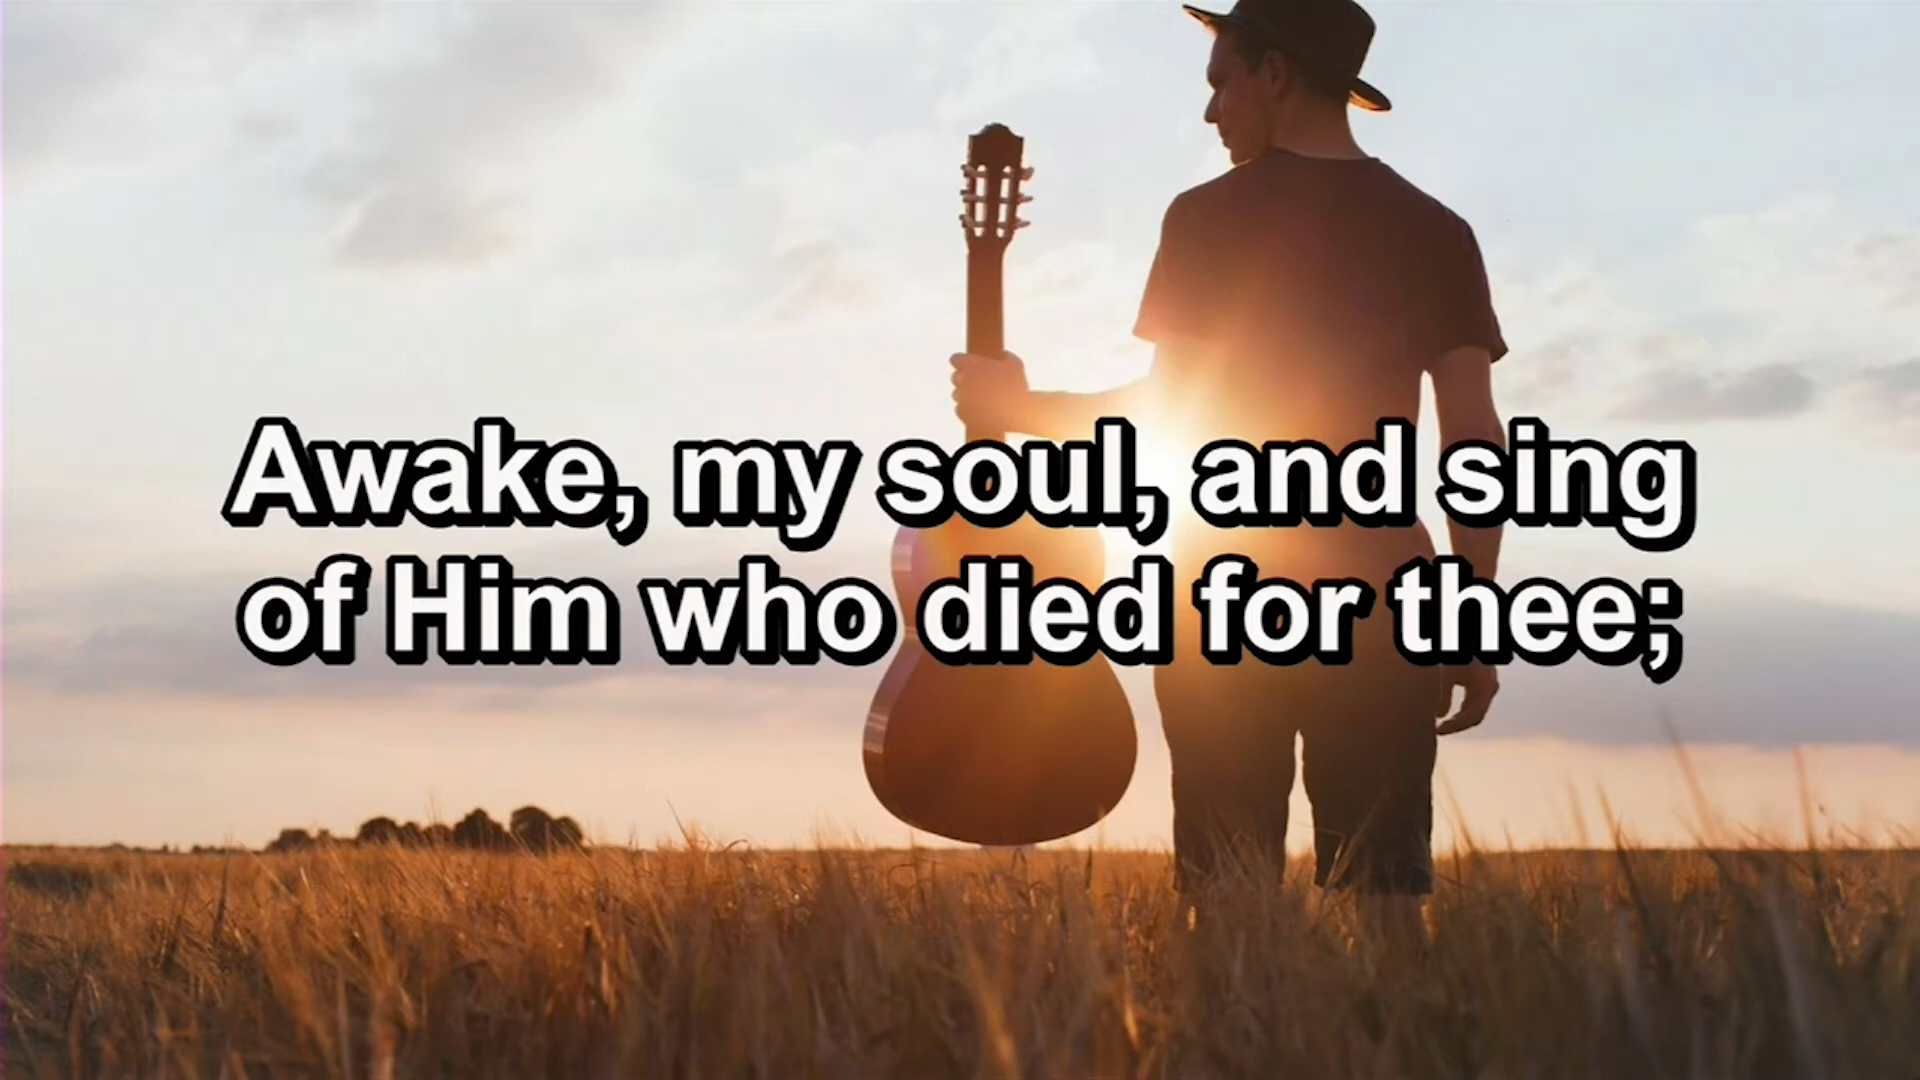 Awake, my soul, and sing
of Him who died for thee;